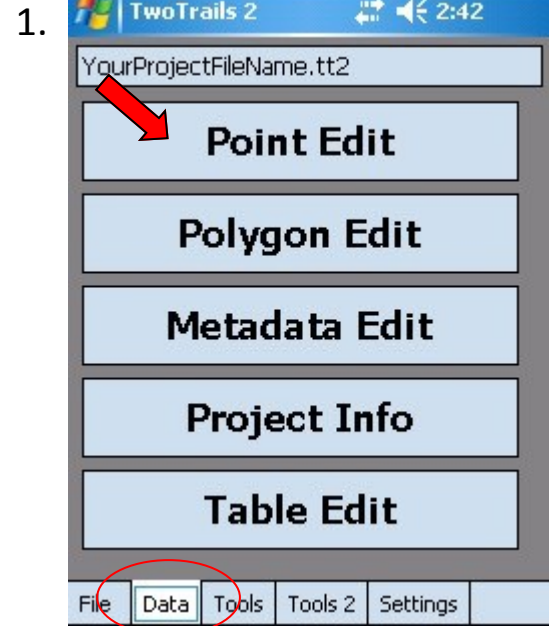 1.
TwoTrails 2 2:42
YourProjectFileName.tt2
Point Edit
Polygon Edit
Metadata Edit
Project Info
Table Edit
File Data Tools Tools 2 Settings